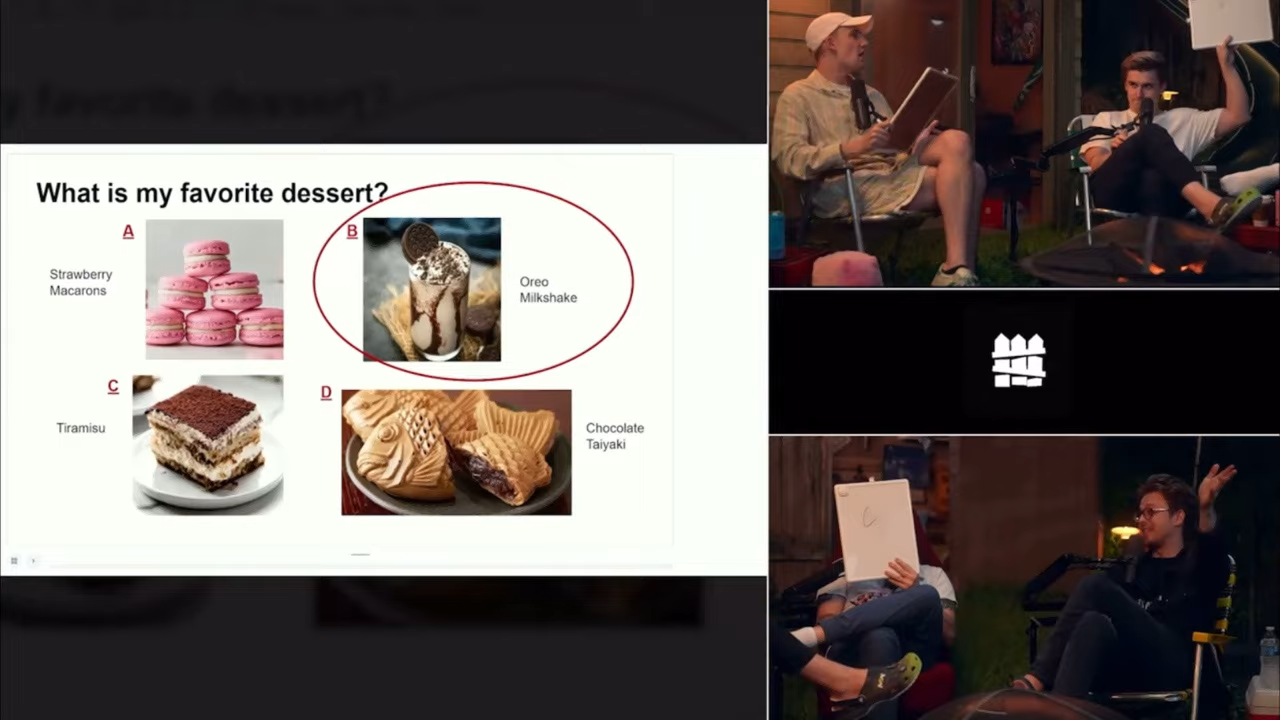 What is my favorite dessert?
A
Strawberry
Macarons
B
Oreo
Milkshake
C
Tiramisu
D
Chocolate
Taiyaki
C